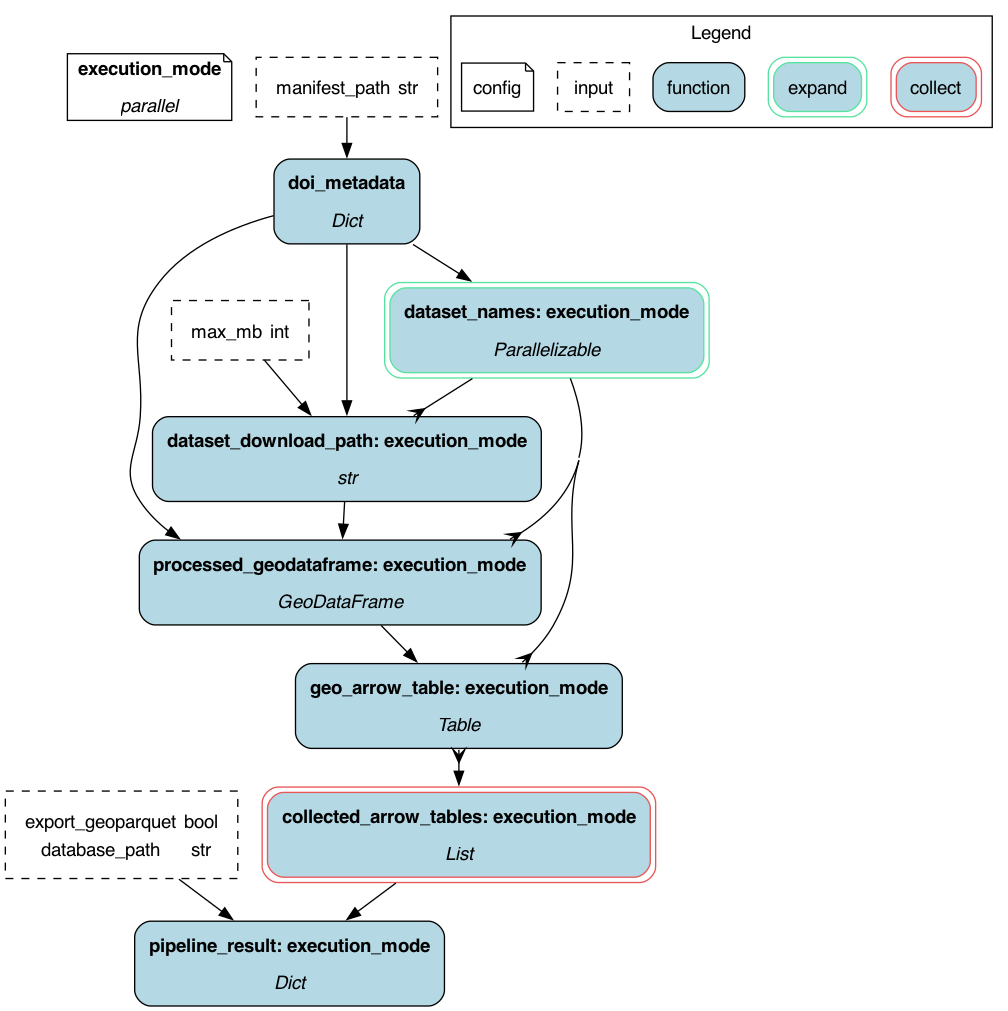 Legend
execution_mode
parallel
manifest_path str
config
input
function
expand
collect
doi_metadata
Dict
dataset_names: execution_mode
Parallelizable
max_mb int
dataset_download_path: execution_mode
str
processed_geodataframe: execution_mode
GeoDataFrame
geo_arrow_table: execution_mode
Table
export_geoparquet bool
database_path str
collected_arrow_tables: execution_mode
List
pipeline_result: execution_mode
Dict